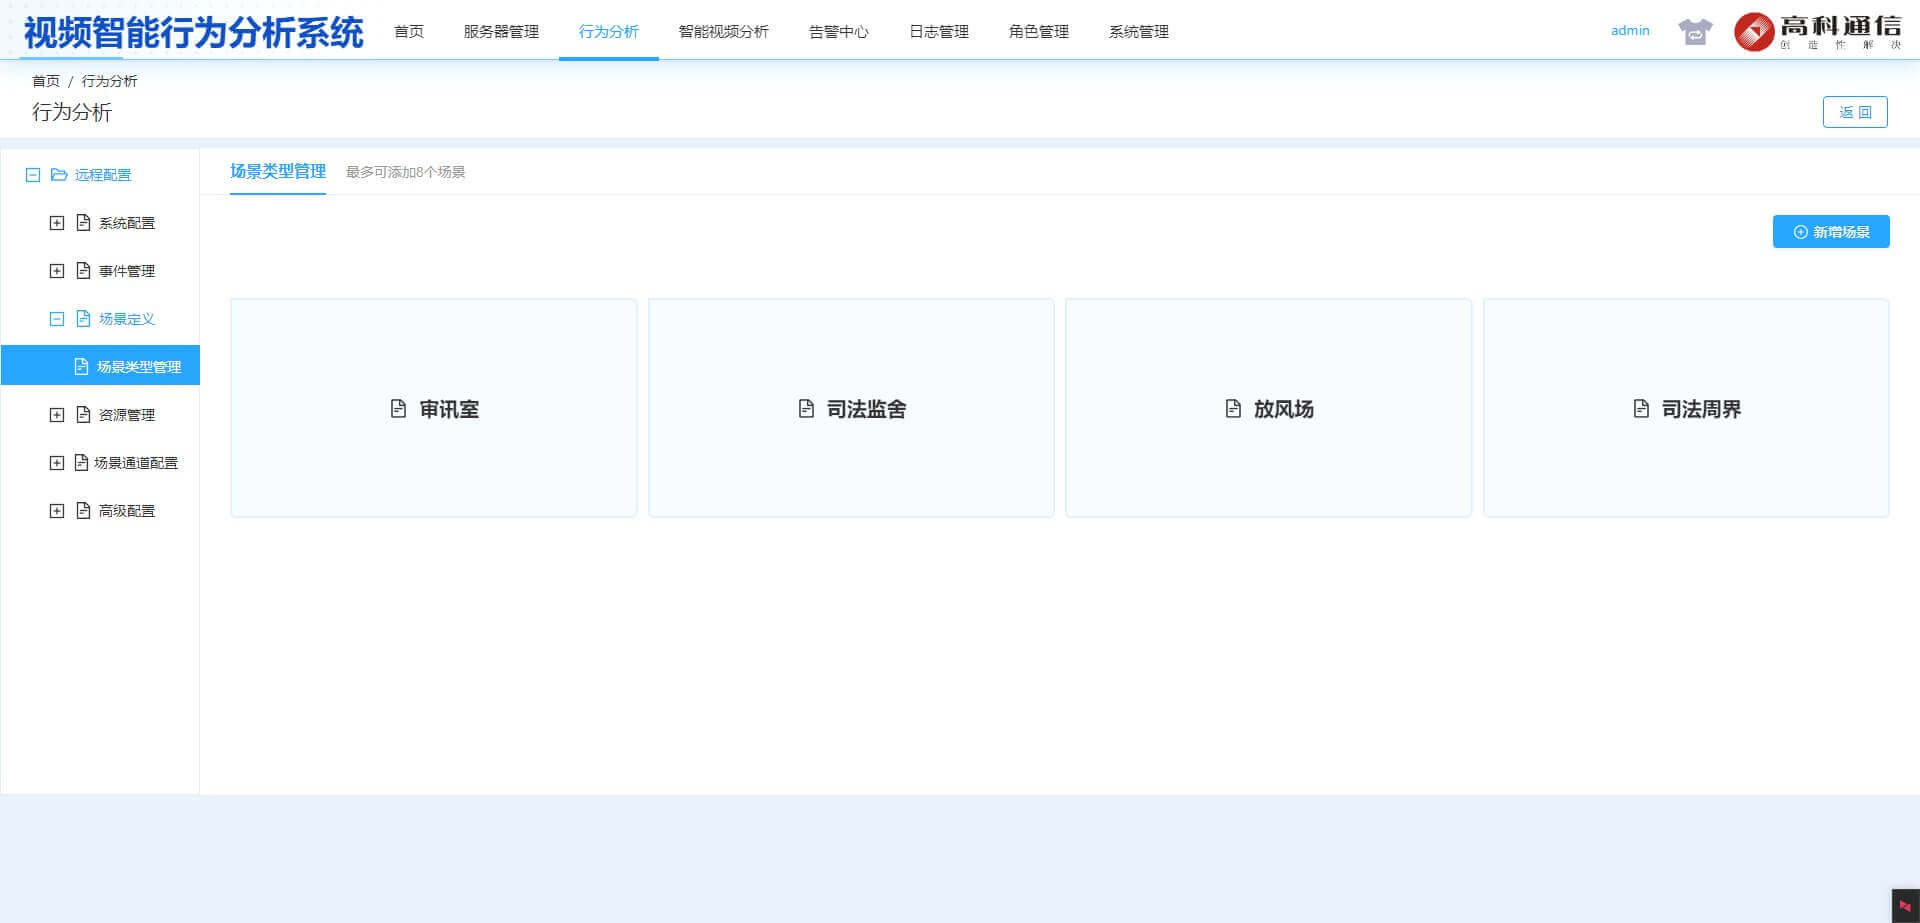 视频智能行为分析系统
首页 服务器管理 行为分析 智能视频分析 告警中心 日志管理 角色管理 系统管理
admin
高科通信
创造性解决
首页 / 行为分析
行为分析
返 回
远程配置
系统配置
事件管理
场景定义
场景类型管理
资源管理
场景通道配置
高级配置
场景类型管理 最多可添加8个场景
新增场景
审讯室 司法监舍 放风场 司法周界